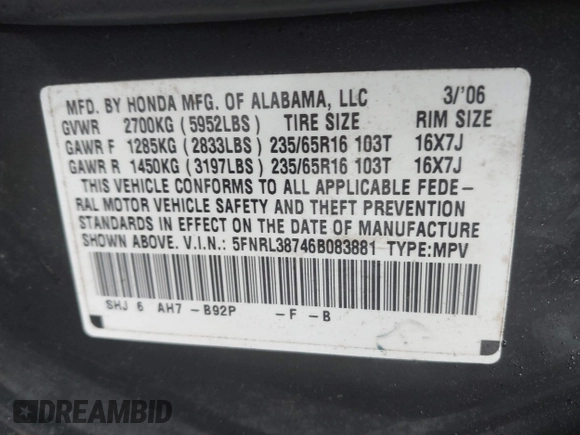 MFD. BY HONDA MFG. OF ALABAMA, LLC 3/'06
GVWR 2700KG (5952LBS) TIRE SIZE RIM SIZE
GAWR F 1285KG (2833LBS) 235/65R16 103T 16X7J
GAWR R 1450KG (3197LBS) 235/65R16 103T 16X7J
THIS VEHICLE CONFORMS TO ALL APPLICABLE FEDE-
RAL MOTOR VEHICLE SAFETY AND THEFT PREVENTION
STANDARDS IN EFFECT ON THE DATE OF MANUFACTURE
SHOWN ABOVE. V.I.N.: 5FNRL38746B083881 TYPE:MPV
SHJ 6 AH7 -B92P -F -B
DREAMBID